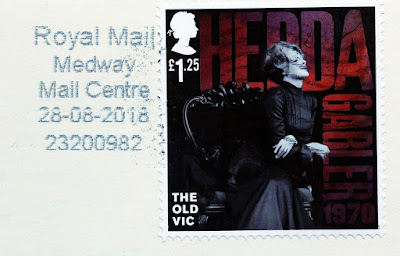 Royal Mail
Medway
Mail Centre
28-08-2018
23200982
£1.25
HEDDA
GABLER
1970
THE
OLD
VIC